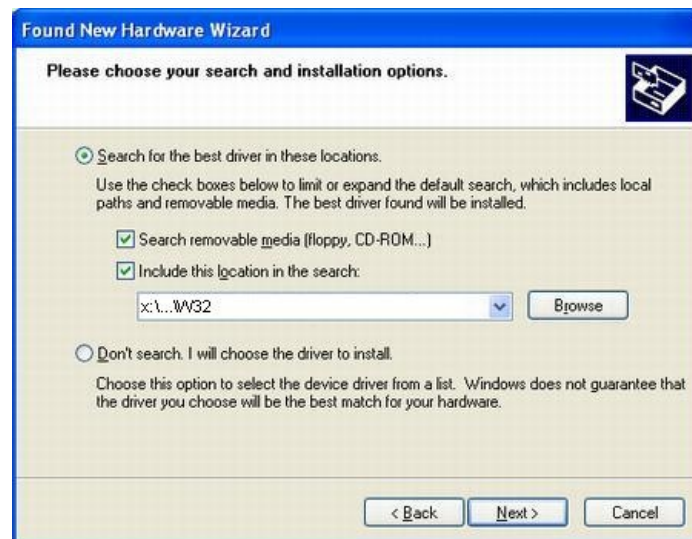 Found New Hardware Wizard
Please choose your search and installation options.
Search for the best driver in these locations.
Use the check boxes below to limit or expand the default search, which includes local
paths and removable media. The best driver found will be installed.
Search removable media (floppy, CD-ROM...)
Include this location in the search:
x:\...\W32
Browse
Don't search. I will choose the driver to install.
Choose this option to select the device driver from a list. Windows does not guarantee that
the driver you choose will be the best match for your hardware.
< Back Next > Cancel